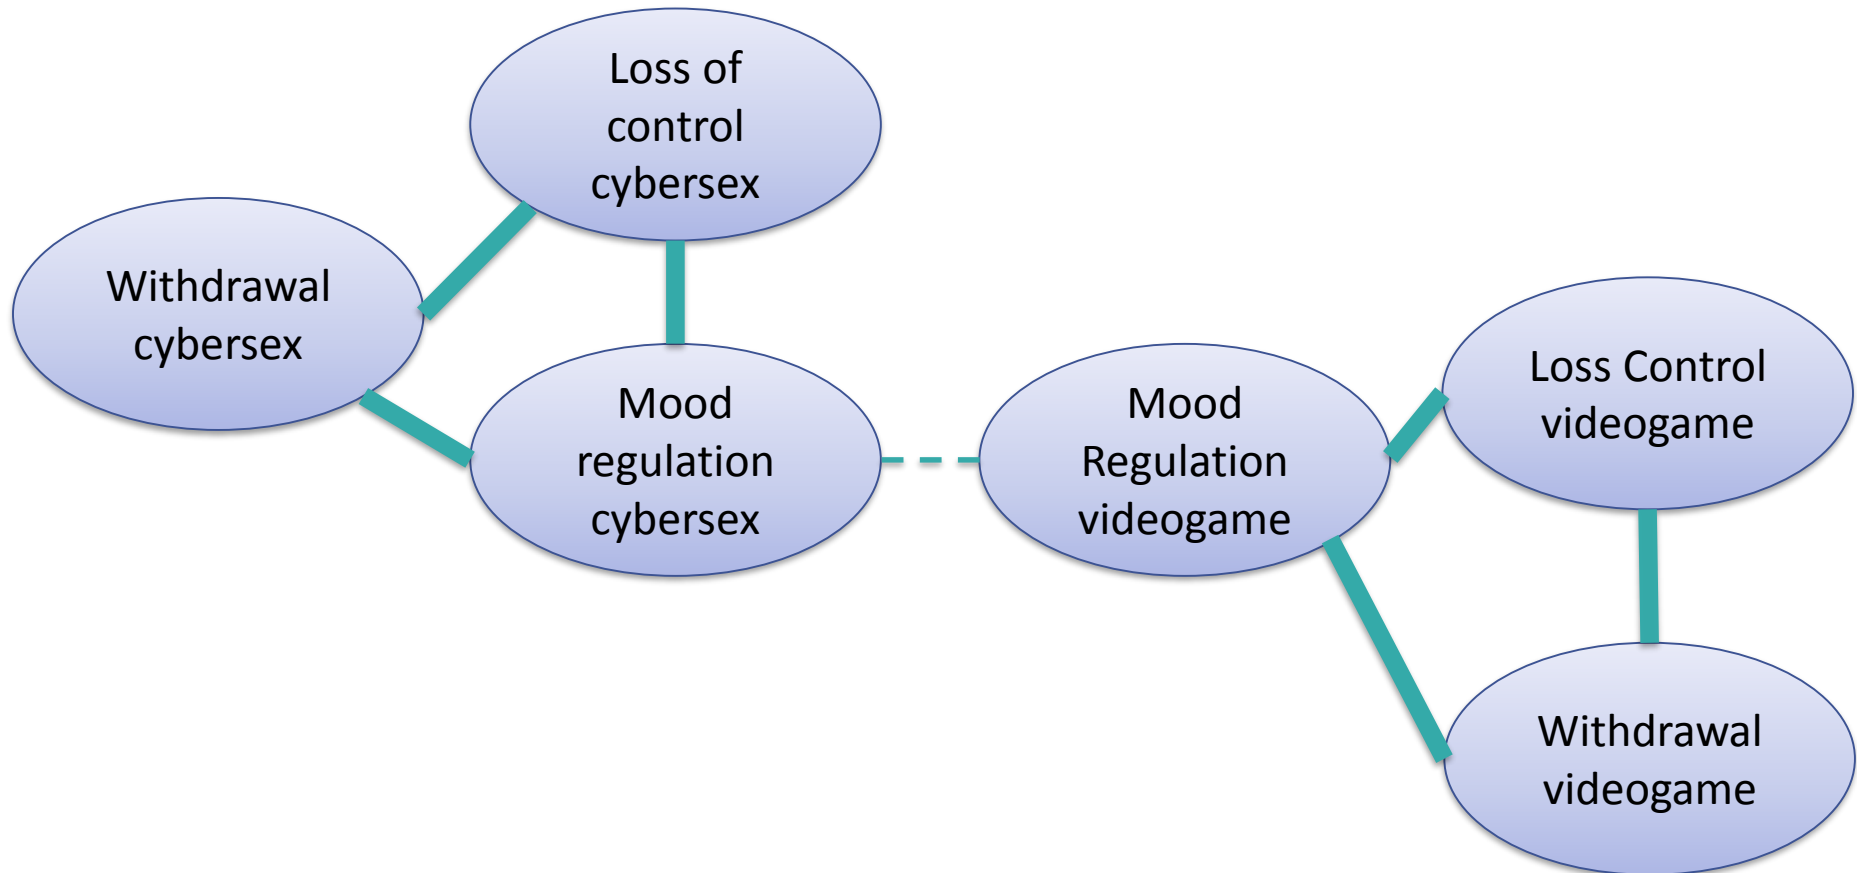 Loss of
control
cybersex
Withdrawal
cybersex
Mood
regulation
cybersex
Mood
Regulation
videogame
Loss Control
videogame
Withdrawal
videogame